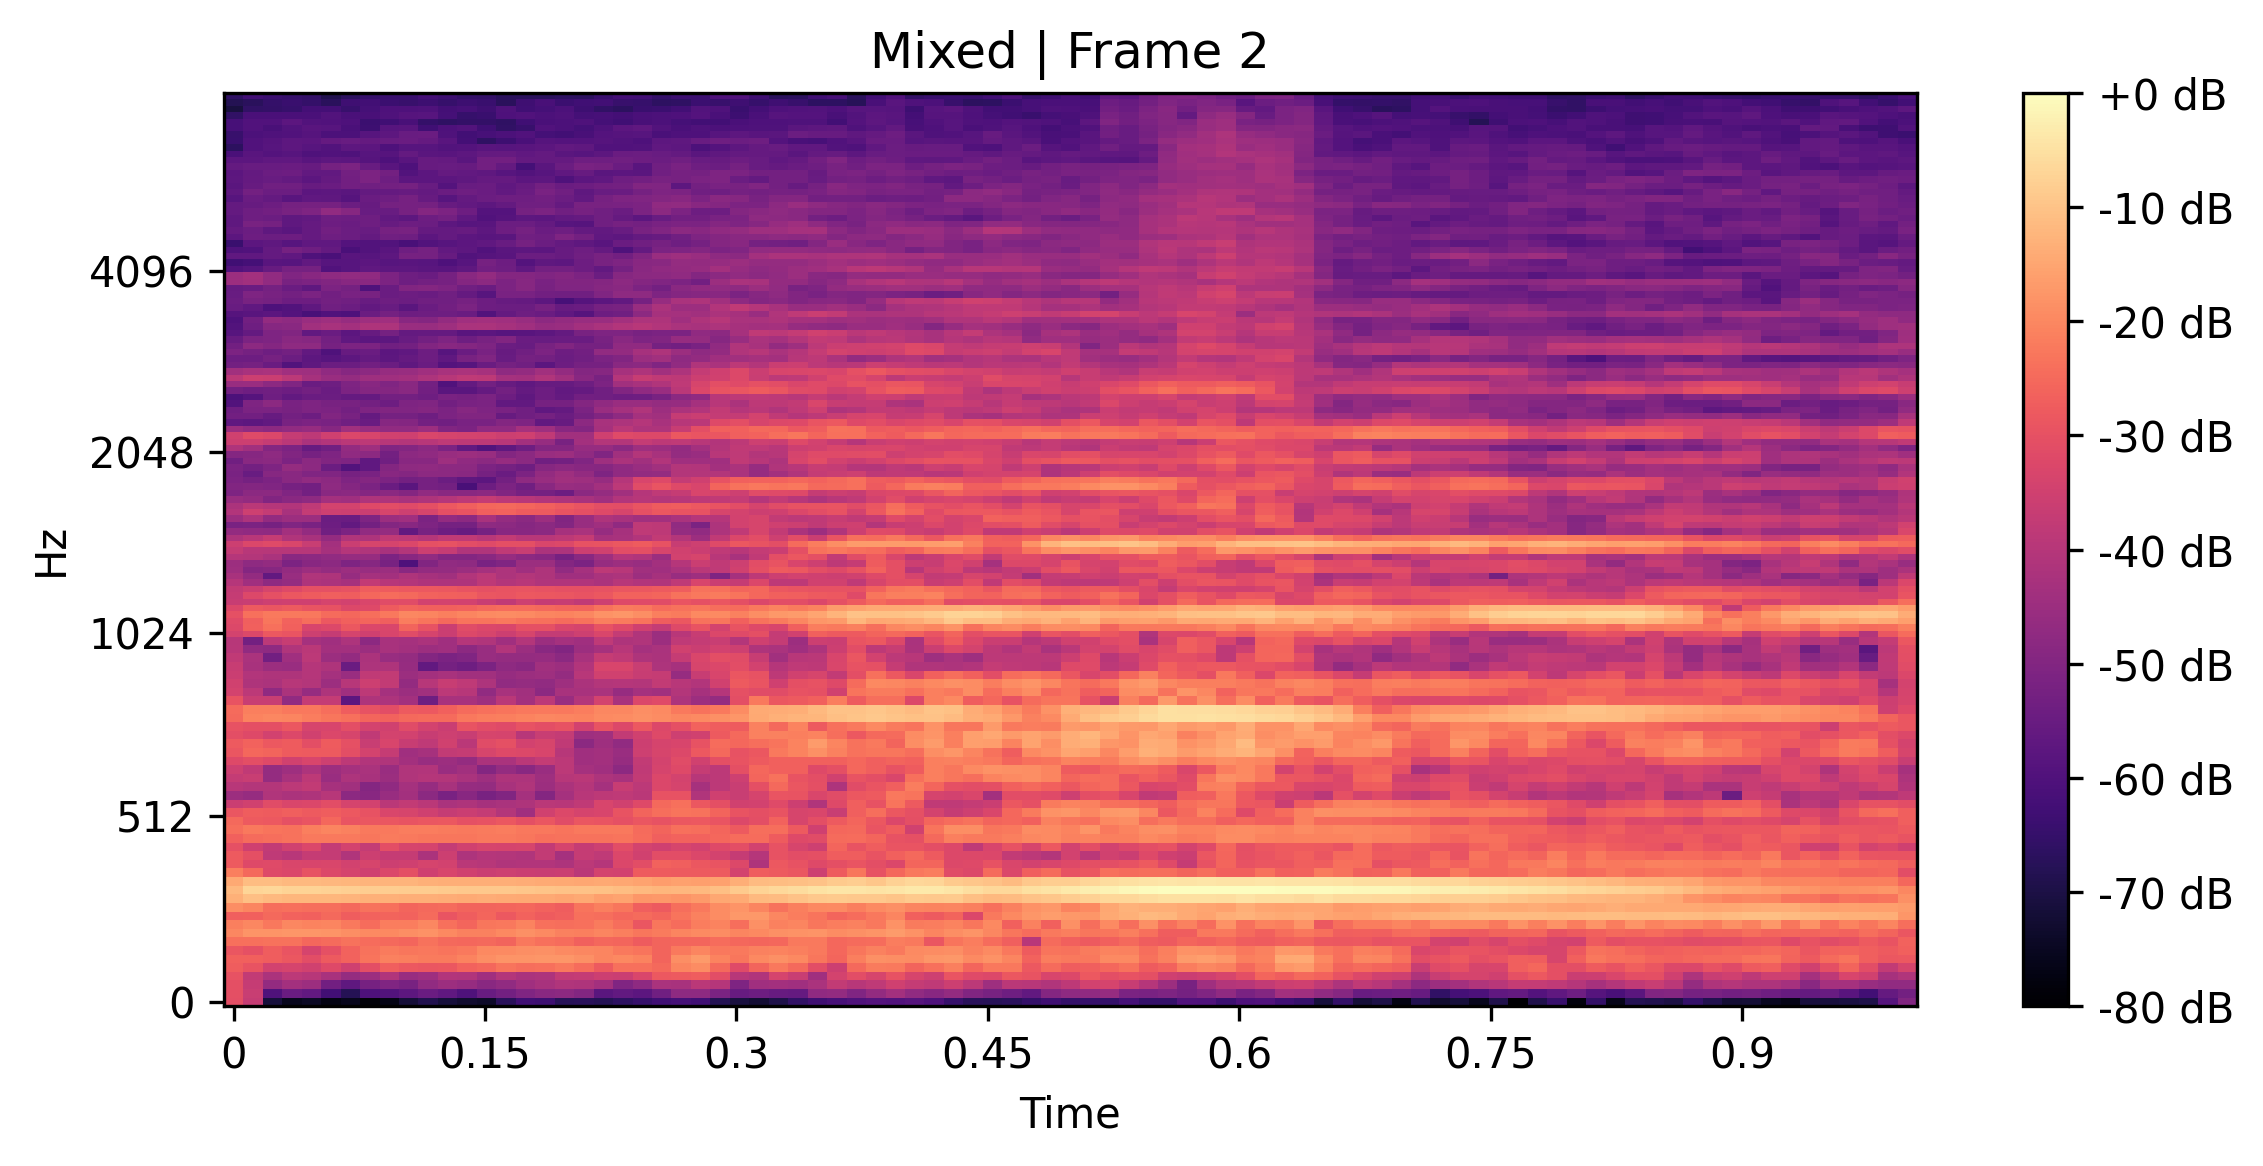 Mixed | Frame 2
+0 dB
-10 dB
-20 dB
-30 dB
-40 dB
-50 dB
-60 dB
-70 dB
-80 dB
Hz
4096
2048
1024
512
0
0 0.15 0.3 0.45 0.6 0.75 0.9
Time